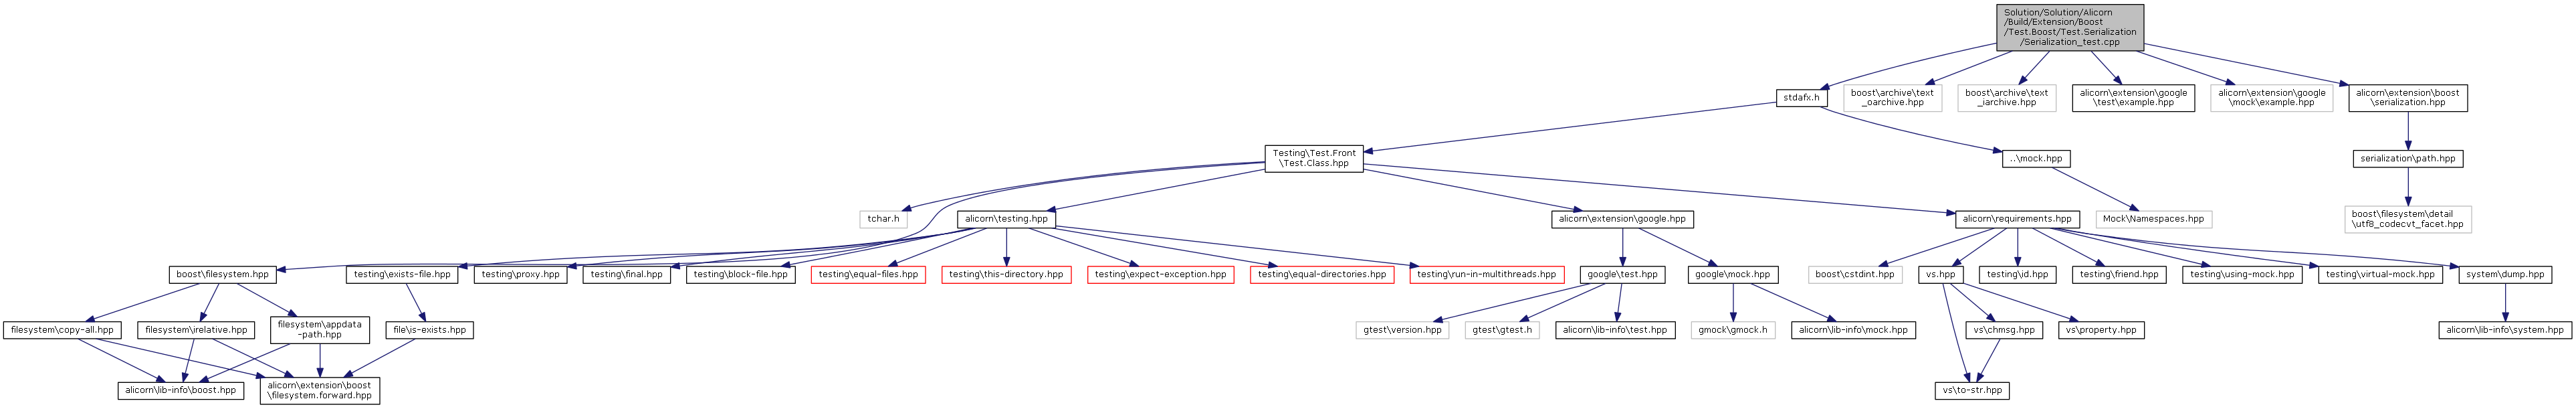 Solution/Solution/Alicorn
/Build/Extension/Boost
/Test.Boost/Test.Serialization
/Serialization_test.cpp
stdafx.h
boost\archive\text
_oarchive.hpp
boost\archive\text
_iarchive.hpp
alicorn\extension\google
\test\example.hpp
alicorn\extension\google
\mock\example.hpp
alicorn\extension\boost
\serialization.hpp
Testing\Test.Front
\Test.Class.hpp
..\mock.hpp
serialization\path.hpp
tchar.h
alicorn\testing.hpp
alicorn\extension\google.hpp
alicorn\requirements.hpp
Mock\Namespaces.hpp
boost\filesystem\detail
\utf8_codecvt_facet.hpp
boost\filesystem.hpp
testing\exists-file.hpp
testing\proxy.hpp
testing\final.hpp
testing\block-file.hpp
testing\equal-files.hpp
testing\this-directory.hpp
testing\expect-exception.hpp
testing\equal-directories.hpp
testing\run-in-multithreads.hpp
google\test.hpp
google\mock.hpp
boost\cstdint.hpp
vs.hpp
testing\d.hpp
testing\friend.hpp
testing\using-mock.hpp
testing\virtual-mock.hpp
system\dump.hpp
filesystem\copy-all.hpp
filesystem\irelative.hpp
filesystem\appdata
-path.hpp
file\is-exists.hpp
gtest\version.hpp
gtest\gtest.h
alicorn\lib-info\test.hpp
gmock\gmock.h
alicorn\lib-info\mock.hpp
vs\chmsg.hpp
vs\property.hpp
alicorn\lib-info\system.hpp
alicorn\lib-info\boost.hpp
alicorn\extension\boost
\filesystem.forward.hpp
vs\to-str.hpp